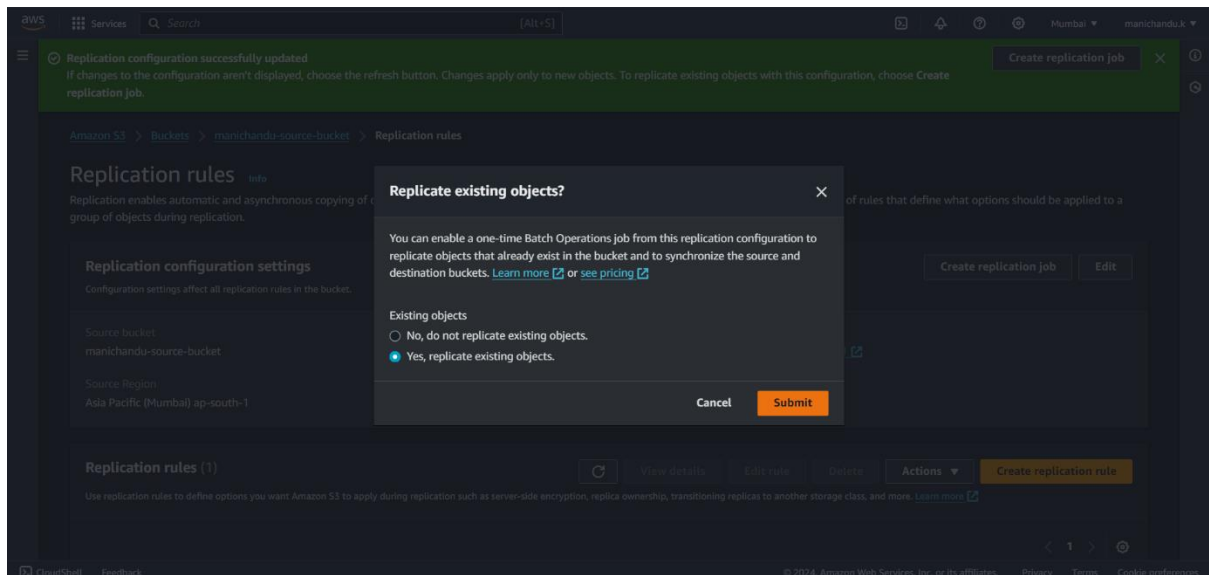 aws Services Search [Alt+S] Mumbai manichandu.k
Replication configuration successfully updated
Create replication job
If changes to the configuration aren't displayed, choose the refresh button. Changes apply only to new objects. To replicate existing objects with this configuration, choose Create
replication job.
Amazon S3 > Buckets > manichandu-source-bucket > Replication rules
Replication rules Info
Replication enables automatic and asynchronous copying of
of rules that define what options should be applied to a
group of objects during replication.
Replicate existing objects?
You can enable a one-time Batch Operations job from this replication configuration to
replicate objects that already exist in the bucket and to synchronize the source and
destination buckets. Learn more or see pricing
Existing objects
No, do not replicate existing objects.
Yes, replicate existing objects.
Cancel Submit
Replication configuration settings
Create replication job Edit
Configuration settings affect all replication rules in the bucket.
Source bucket
manichandu-source-bucket
Source Region
Asia Pacific (Mumbai) ap-south-1
Replication rules (1)
View details Edit rule Delete Actions Create replication rule
Use replication rules to define options you want Amazon S3 to apply during replication such as server-side encryption, replica ownership, transitioning replicas to another storage class, and more. Learn more
< 1 >
CloudShell Feedback © 2024, Amazon Web Services, Inc. or its affiliates. Privacy Terms Cookie preferences